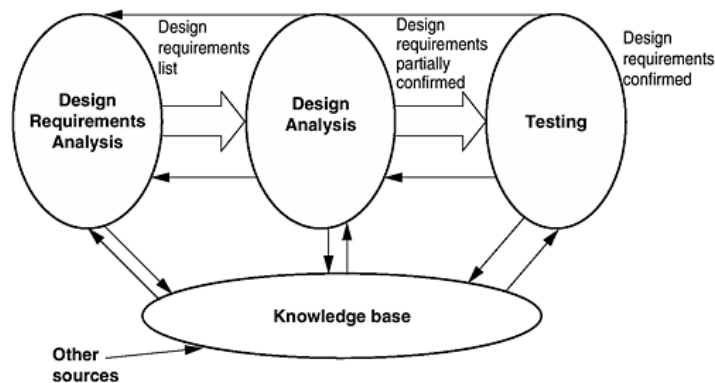 Design
requirements
list
Design
requirements
partially
confirmed
Design
requirements
confirmed
Design
Requirements
Analysis
Design
Analysis
Testing
Knowledge base
Other
sources